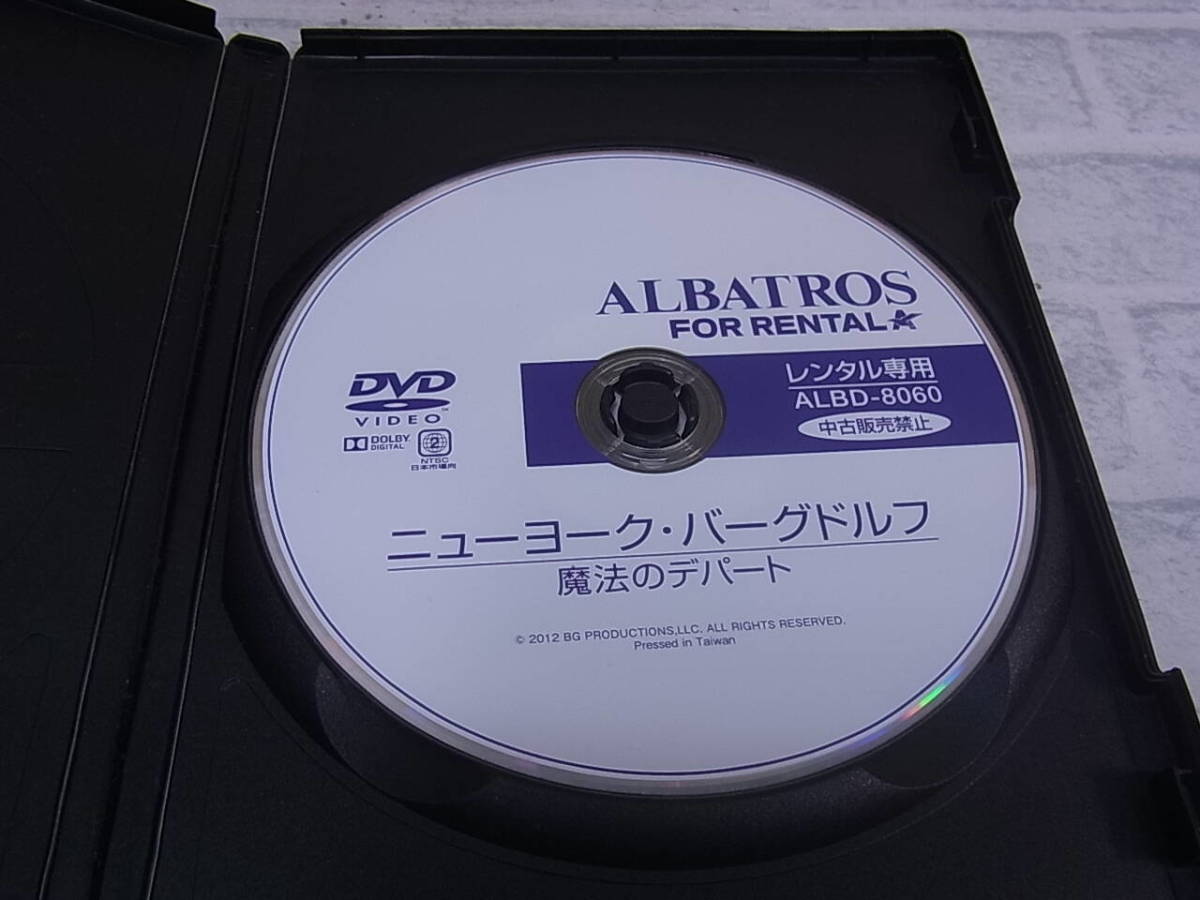 ALBATROS
FOR RENTAL
レンタル専用
ALBD-8060
中古販売禁止
DVD
VIDEO™
DOLBY
DIGITAL
2
NTSC
日本市場向
ニューヨーク・バーグドルフ
魔法のデパート
© 2012 BG PRODUCTIONS,LLC. ALL RIGHTS RESERVED.
Pressed in Taiwan